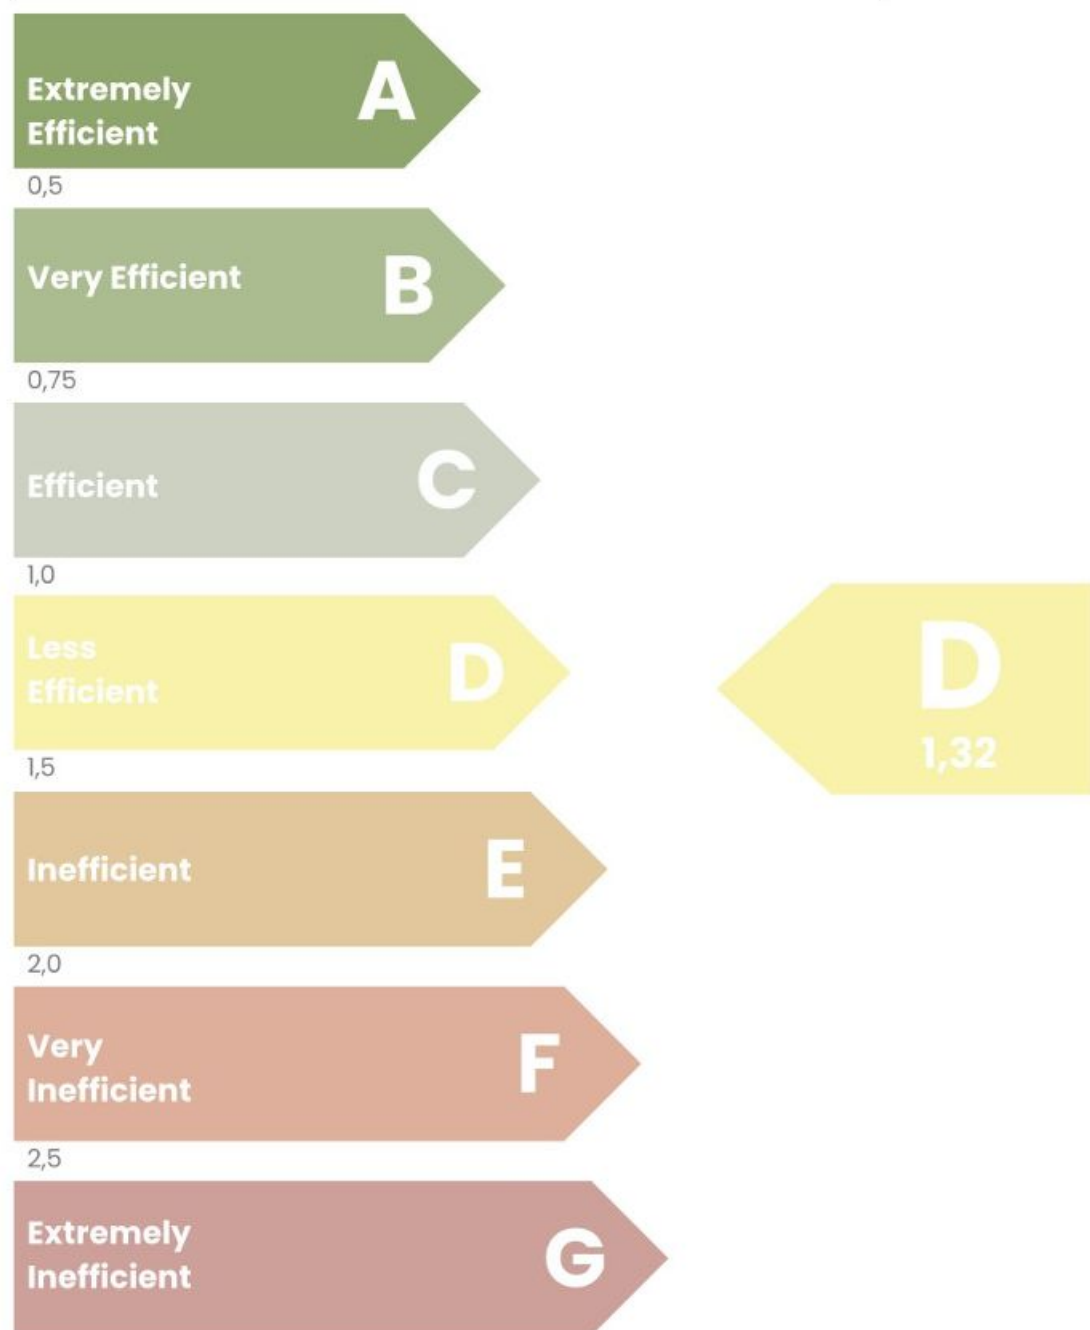 Extremely
Efficient
A
0,5
Very Efficient
B
0,75
Efficient
C
1,0
Less
Efficient
D
D
1,32
1,5
Inefficient
E
2,0
Very
Inefficient
F
2,5
Extremely
Inefficient
G